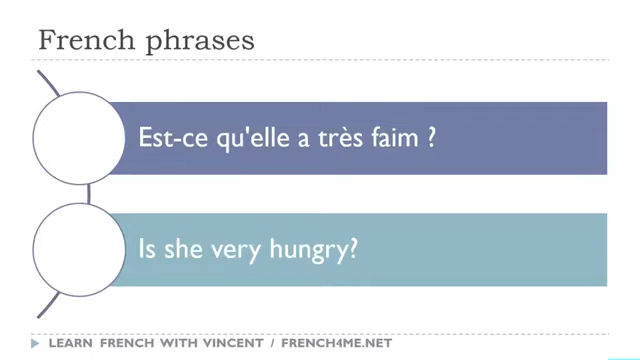 French phrases
Est-ce qu'elle a très faim ?
Is she very hungry?
LEARN FRENCH WITH VINCENT / FRENCH4ME.NET